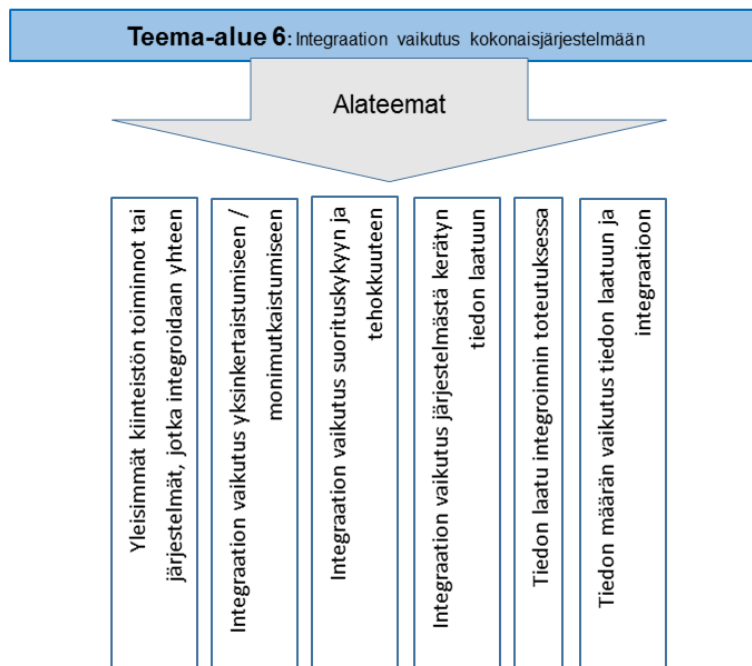 Teema-alue 6: Integraation vaikutus kokonaisjärjestelmään
Alateemat
Yleisimmät kiinteistön toiminnot tai
järjestelmät, jotka integroidaan yhteen
Integraation vaikutus yksinkertaistumiseen /
monimutkaistumiseen
Integraation vaikutus suorituskykyyn ja
tehokkuuteen
Integraation vaikutus järjestelmästä kerätyn
tiedon laatuun
Tiedon laatu integroinnin toteutuksessa
Tiedon määrän vaikutus tiedon laatuun ja
integraatioon